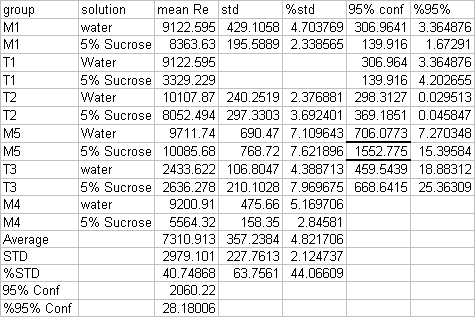 group solution mean Re std %std 95% conf %95%
M1 water 9122.595 429.1058 4.703769 306.9641 3.364876
M1 5% Sucrose 8363.63 195.5889 2.338565 139.916 1.67291
T1 Water 9122.595 306.964 3.364876
T1 5% Sucrose 3329.229 139.916 4.202655
T2 Water 10107.87 240.2519 2.376881 298.3127 0.029513
T2 5% Sucrose 8052.494 297.3303 3.692401 369.1851 0.045847
M5 Water 9711.74 690.47 7.109643 706.0773 7.270348
M5 5% Sucrose 10085.68 768.72 7.621896 1552.775 15.39584
T3 water 2433.622 106.8047 4.388713 459.5439 18.88312
T3 5% Sucrose 2636.278 210.1028 7.969675 668.6415 25.36309
M4 water 9200.91 475.66 5.169706
M4 5% Sucrose 5564.32 158.35 2.84581
Average 7310.913 357.2384 4.821706
STD 2979.101 227.7613 2.124737
%STD 40.74868 63.7561 44.06609
95% Conf 2060.22
%95% Conf 28.18006